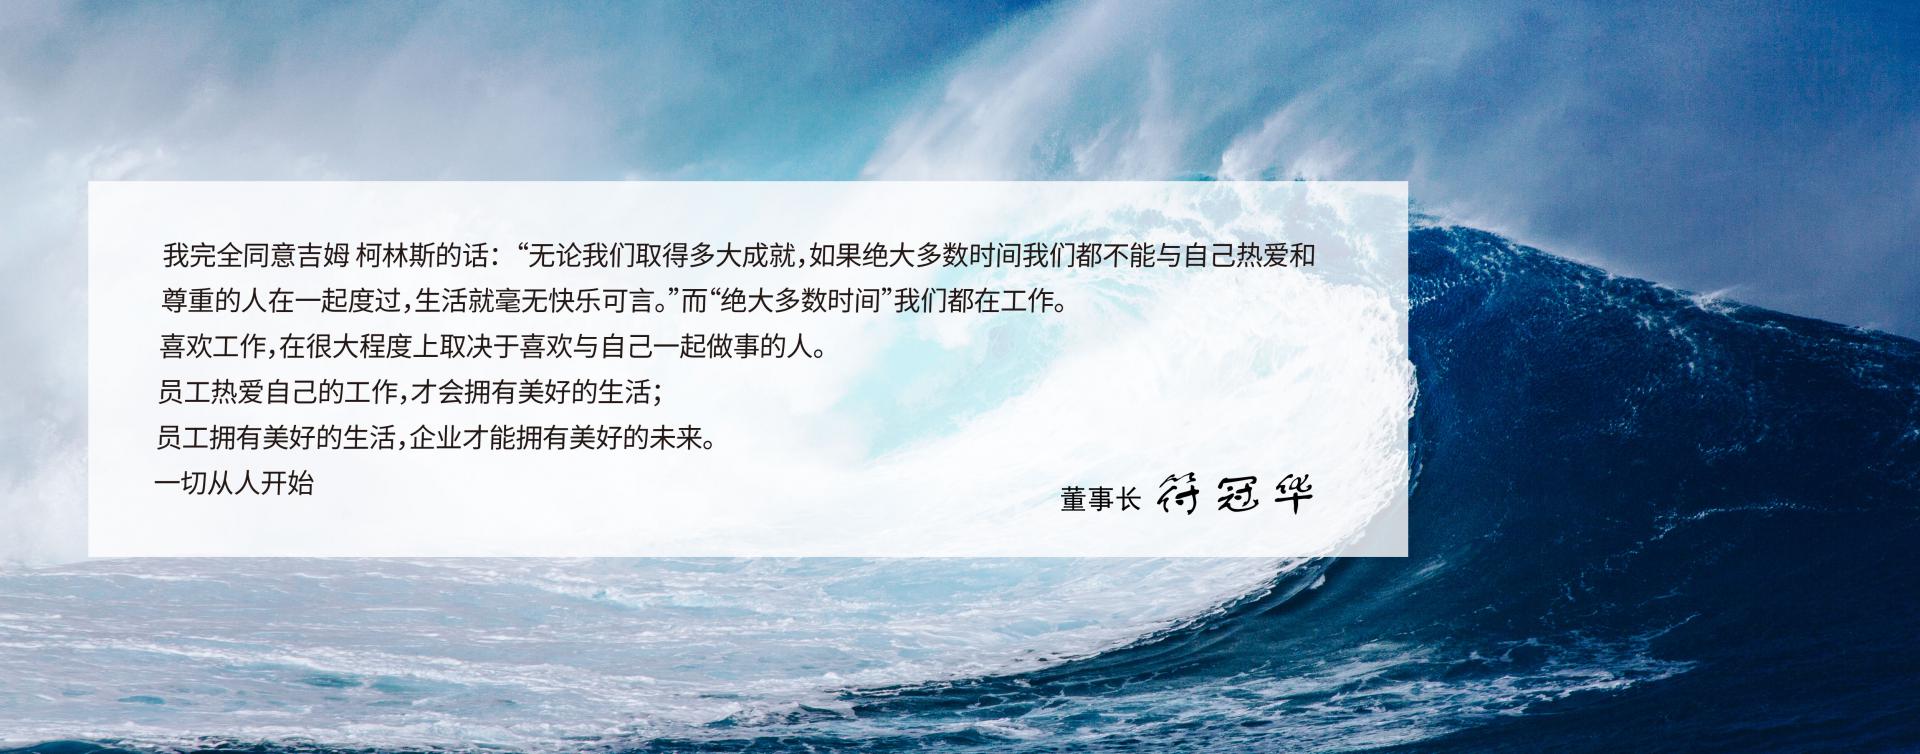 我完全同意吉姆 柯林斯的话：“无论我们取得多大成就，如果绝大多数时间我们都不能与自己热爱和
尊重的人在一起度过，生活就毫无快乐可言。”而“绝大多数时间”我们都在工作。
喜欢工作，在很大程度上取决于喜欢与自己一起做事的人。
员工热爱自己的工作，才会拥有美好的生活；
员工拥有美好的生活，企业才能拥有美好的未来。
一切从人开始
董事长 符冠华